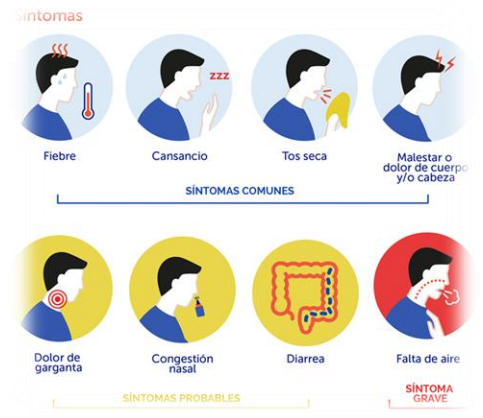 Síntomas
zzz
Fiebre
Cansancio
Tos seca
Malestar o
dolor de cuerpo
y/o cabeza
SÍNTOMAS COMUNES
Dolor de
garganta
Congestión
nasal
Diarrea
Falta de aire
SÍNTOMAS PROBABLES
SÍNTOMA
GRAVE